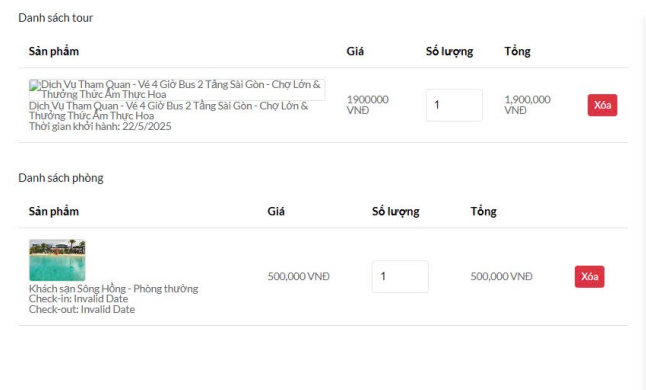 Danh sách tour
Sản phẩm Giá Số lượng Tổng
Dịch Vụ Tham Quan - Vé 4 Giờ Bus 2 Tầng Sài Gòn - Chợ Lớn &
Thưởng Thức Ẩm Thực Hoa
Dịch Vụ Tham Quan - Vé 4 Giờ Bus 2 Tầng Sài Gòn - Chợ Lớn &
Thưởng Thức Ẩm Thực Hoa
Thời gian khởi hành: 22/5/2025
1900000
VNĐ
1
1,900,000
VNĐ
Xóa
Danh sách phòng
Sản phẩm Giá Số lượng Tổng
Khách sạn Sông Hồng - Phòng thường
Check-in: Invalid Date
Check-out: Invalid Date
500,000 VNĐ 1 500,000 VNĐ Xóa